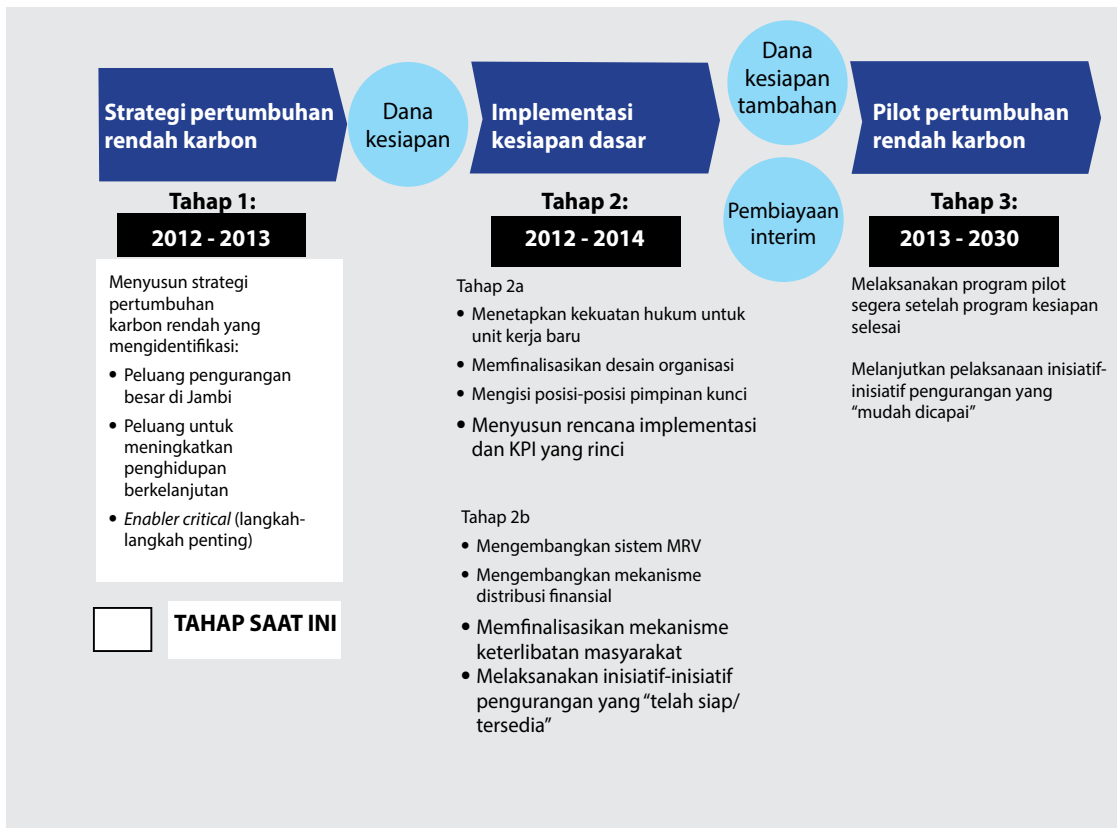 Strategi pertumbuhan
rendah karbon
Dana
kesiapan
Implementasi
kesiapan dasar
Dana
kesiapan
tambahan
Pembiayaan
interim
Pilot pertumbuhan
rendah karbon
Tahap 1:
2012 - 2013
Menyusun strategi
pertumbuhan
karbon rendah yang
mengidentifikasi:
• Peluang pengurangan
besar di Jambi
• Peluang untuk
meningkatkan
penghidupan
berkelanjutan
• Enabler critical (langkah-
langkah penting)
TAHAP SAAT INI
Tahap 2:
2012 - 2014
Tahap 2a
• Menetapkan kekuatan hukum untuk
unit kerja baru
• Memfinalisasikan desain organisasi
• Mengisi posisi-posisi pimpinan kunci
• Menyusun rencana implementasi
dan KPI yang rinci
Tahap 2b
• Mengembangkan sistem MRV
• Mengembangkan mekanisme
distribusi finansial
• Memfinalisasikan mekanisme
keterlibatan masyarakat
• Melaksanakan inisiatif-inisiatif
pengurangan yang “telah siap/
tersedia”
Tahap 3:
2013 - 2030
Melaksanakan program pilot
segera setelah program kesiapan
selesai
Melanjutkan pelaksanaan inisiatif-
inisiatif pengurangan yang
“mudah dicapai”